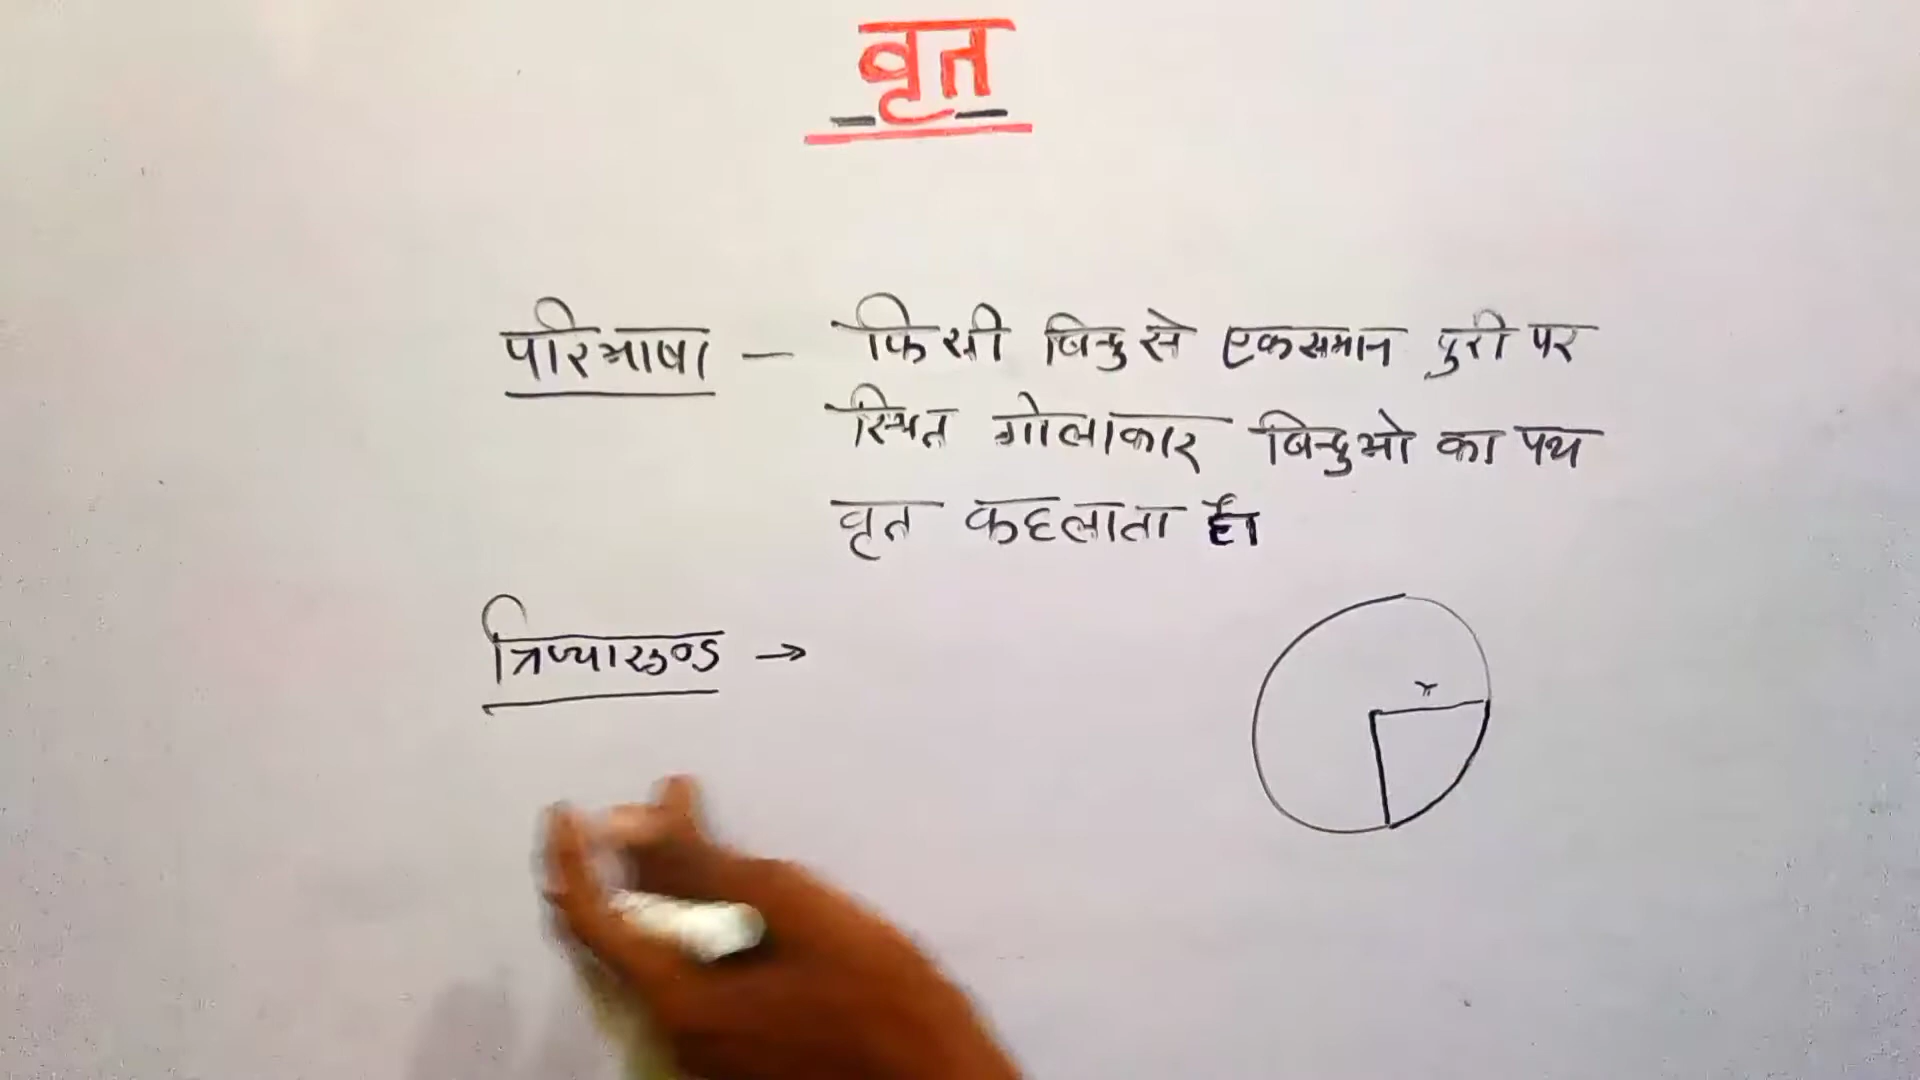 वृत
परिभाषा — किसी बिन्दु से एकसमान दुरी पर
स्थित गोलाकार बिन्दुओ का पथ
वृत कहलाता है।
त्रिज्याखण्ड →
r